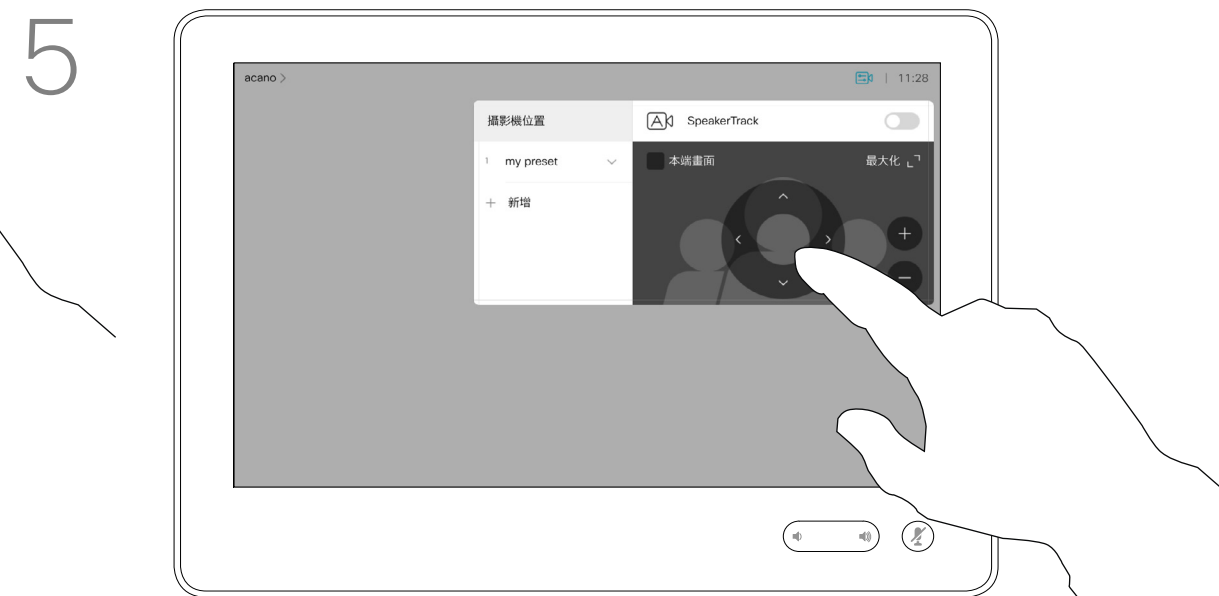 5
acano >
11:28
攝影機位置
SpeakerTrack
1 my preset
本端畫面
最大化
+ 新增